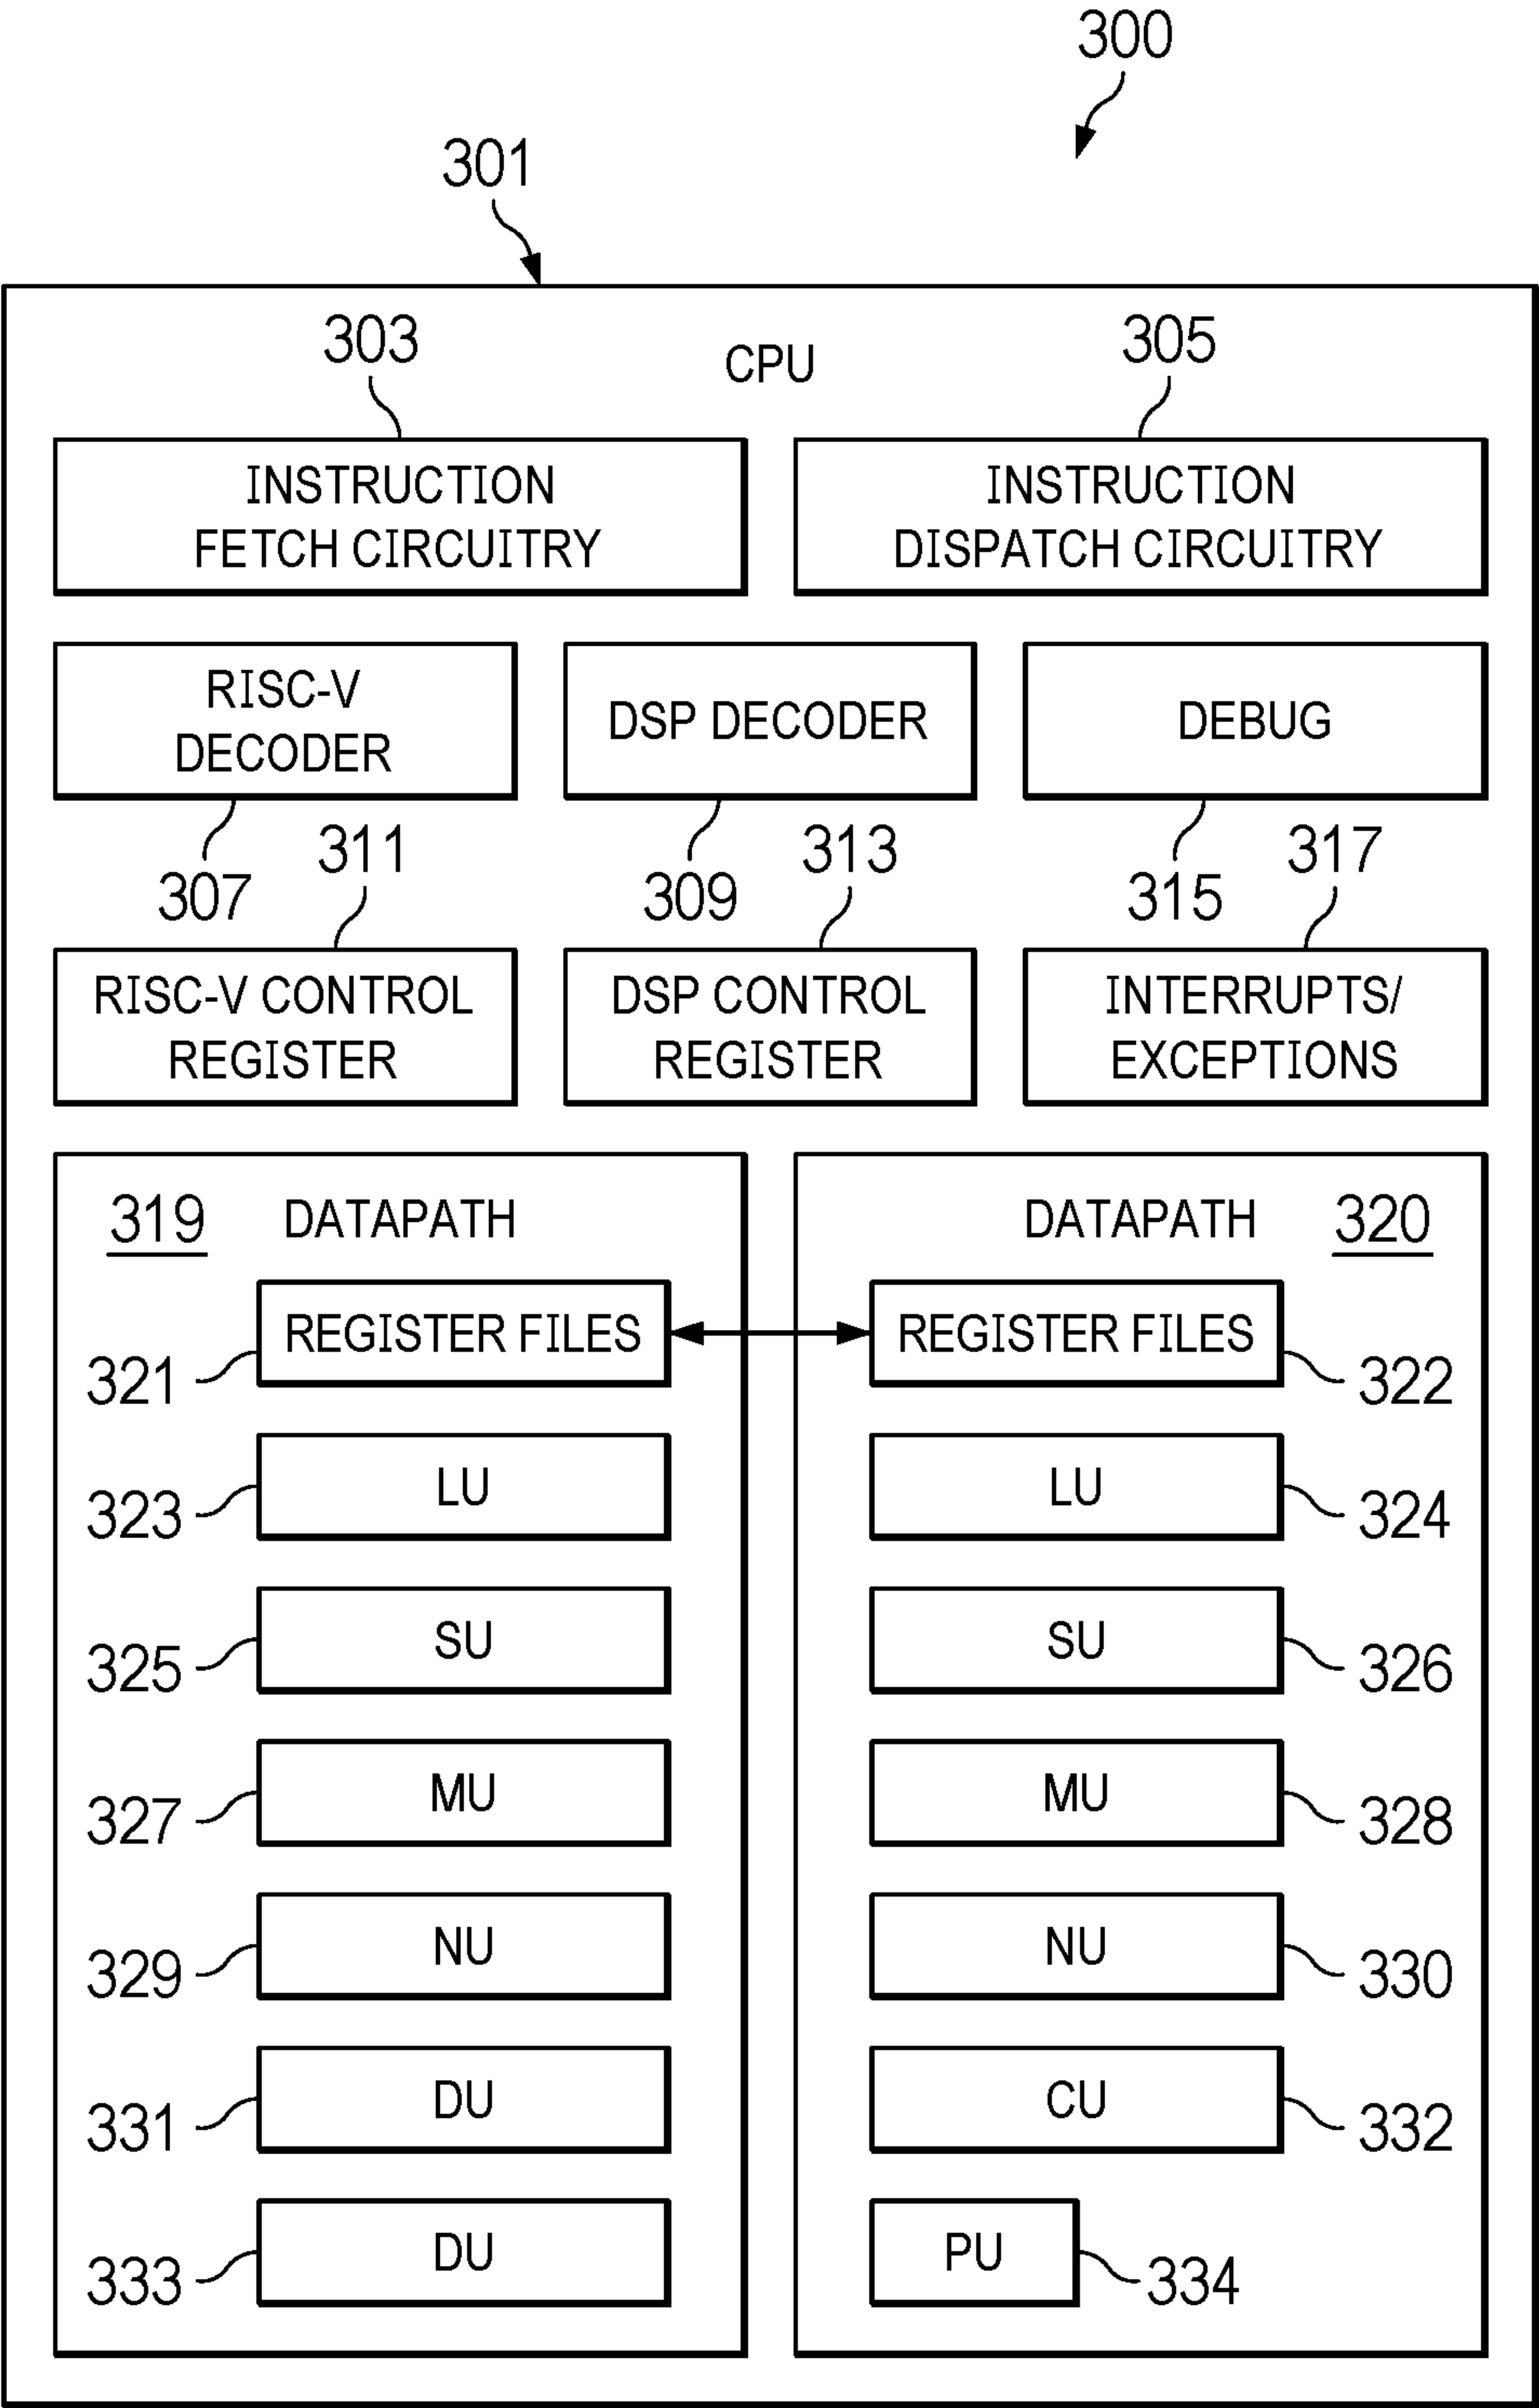 300
301
303
CPU
305
INSTRUCTION
FETCH CIRCUITRY
INSTRUCTION
DISPATCH CIRCUITRY
RISC-V
DECODER
DSP DECODER
DEBUG
307
311
309
313
315
317
RISC-V CONTROL
REGISTER
DSP CONTROL
REGISTER
INTERRUPTS/
EXCEPTIONS
319
DATAPATH
REGISTER FILES
321
LU
323
SU
325
MU
327
NU
329
DU
331
DU
333
DATAPATH
320
REGISTER FILES
322
LU
324
SU
326
MU
328
NU
330
CU
332
PU
334